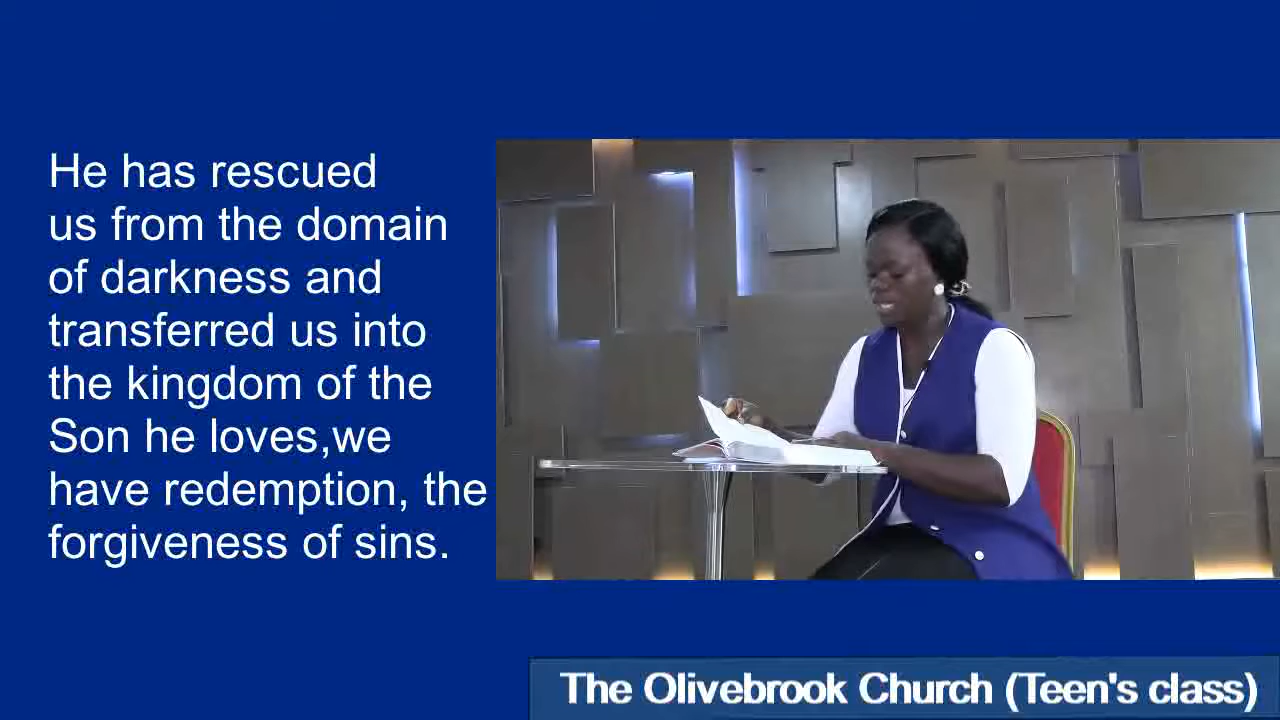 He has rescued
us from the domain
of darkness and
transferred us into
the kingdom of the
Son he loves,we
have redemption, the
forgiveness of sins.
The Olivebrook Church (Teen's class)